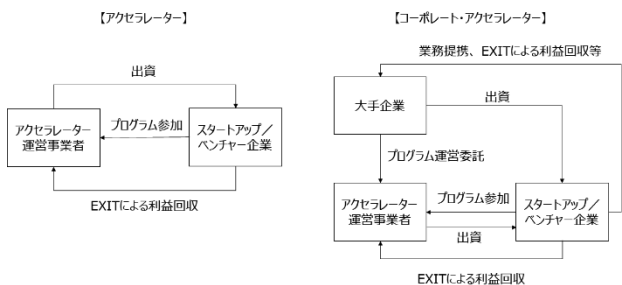 【アクセラレーター】
出資
アクセラレーター
運営事業者
プログラム参加
スタートアップ／
ベンチャー企業
EXITによる利益回収
【コーポレート・アクセラレーター】
業務提携、EXITによる利益回収等
大手企業
出資
プログラム運営委託
アクセラレーター
運営事業者
プログラム参加
出資
スタートアップ／
ベンチャー企業
EXITによる利益回収